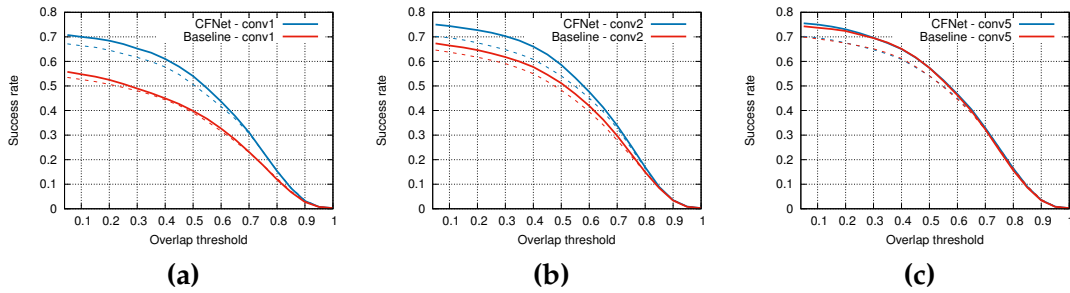 CFNet - conv1
Baseline - conv1
0.7
0.6
0.5
0.4
0.3
0.2
0.1
0
Success rate
0.1 0.2 0.3 0.4 0.5 0.6 0.7 0.8 0.9 1
Overlap threshold
(a)
CFNet - conv2
Baseline - conv2
0.7
0.6
0.5
0.4
0.3
0.2
0.1
0
Success rate
0.1 0.2 0.3 0.4 0.5 0.6 0.7 0.8 0.9 1
Overlap threshold
(b)
CFNet - conv5
Baseline - conv5
0.7
0.6
0.5
0.4
0.3
0.2
0.1
0
Success rate
0.1 0.2 0.3 0.4 0.5 0.6 0.7 0.8 0.9 1
Overlap threshold
(c)